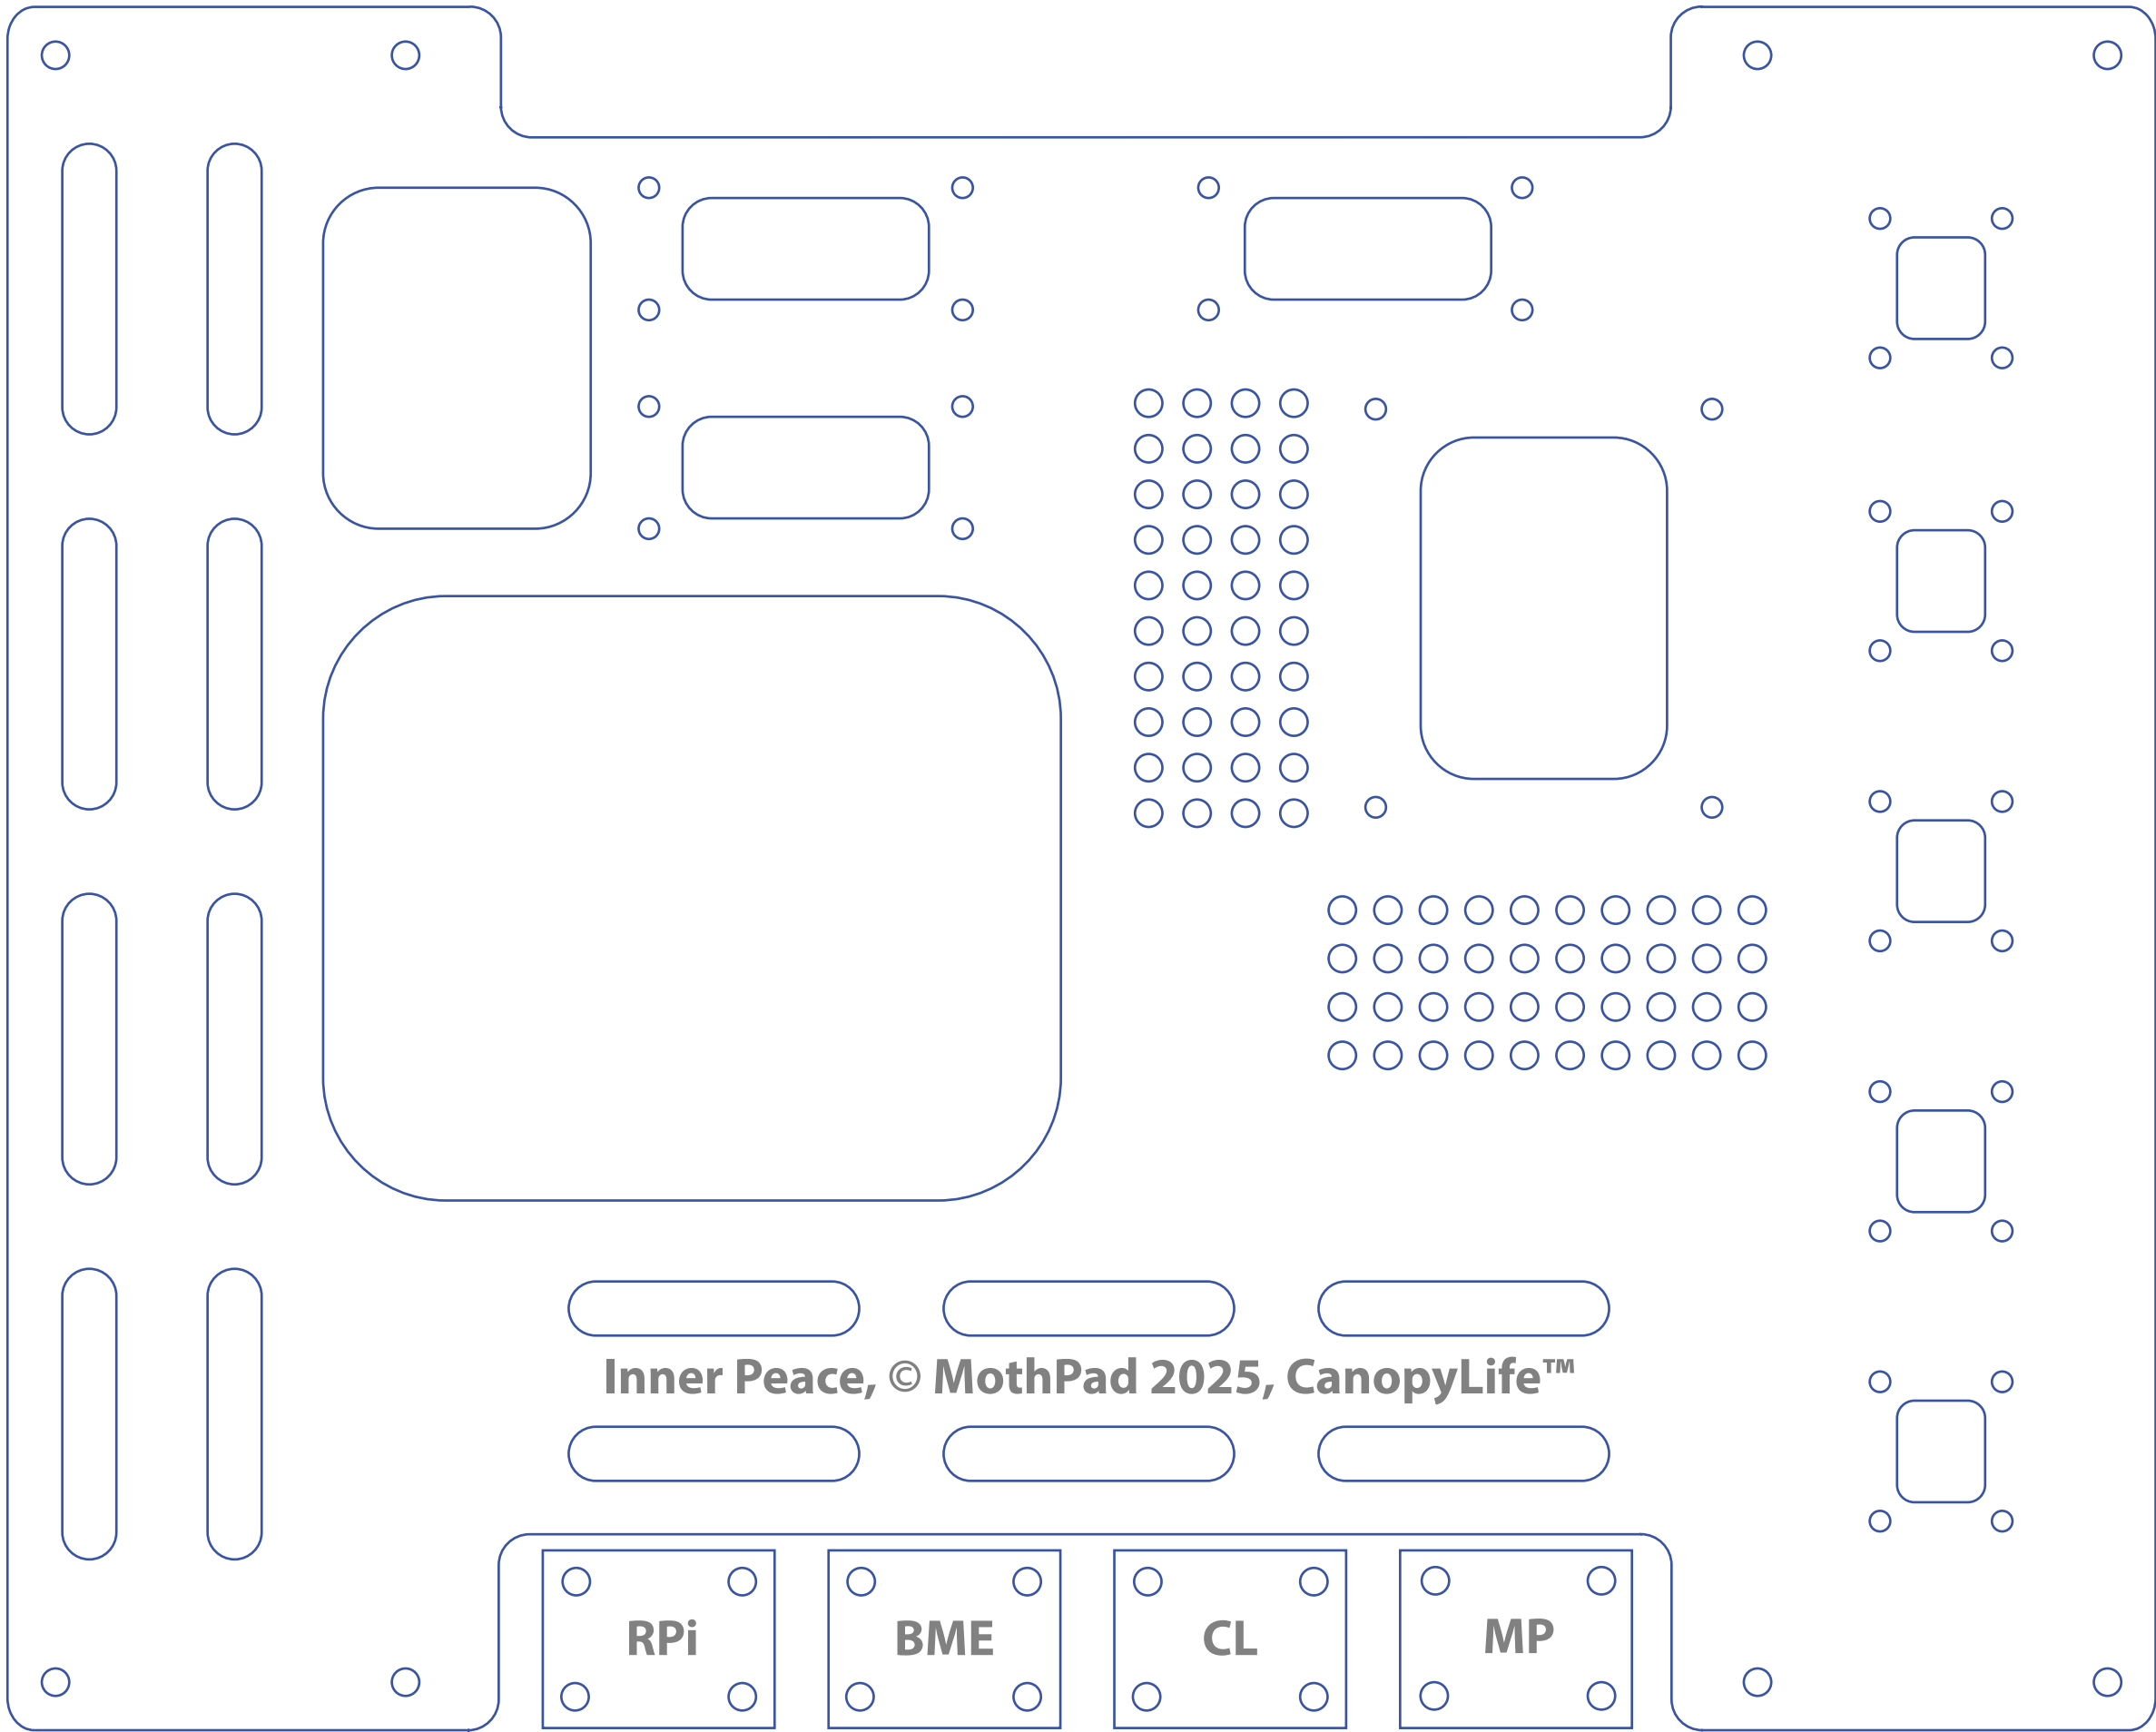 Inner Peace, © MothPad 2025, CanopyLife™
RPi
BME
CL
MP